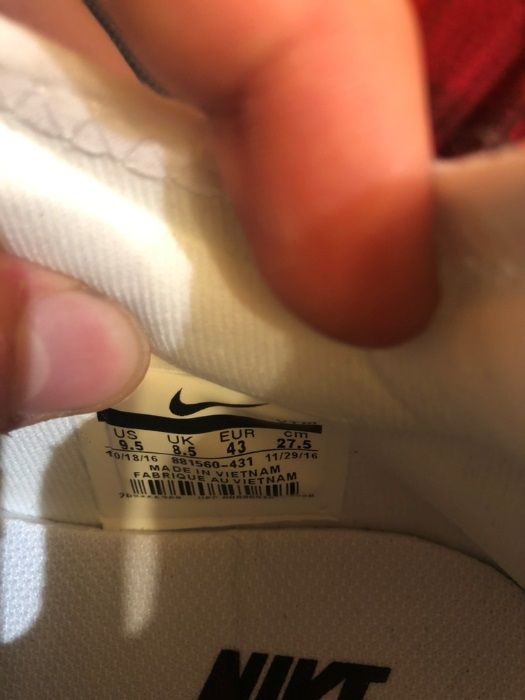 US UK EUR cm
9.5 8.5 43 27.5
10/18/16 881560-431 11/29/16
MADE IN VIETNAM
FABRIQUE AU VIETNAM
NIKE